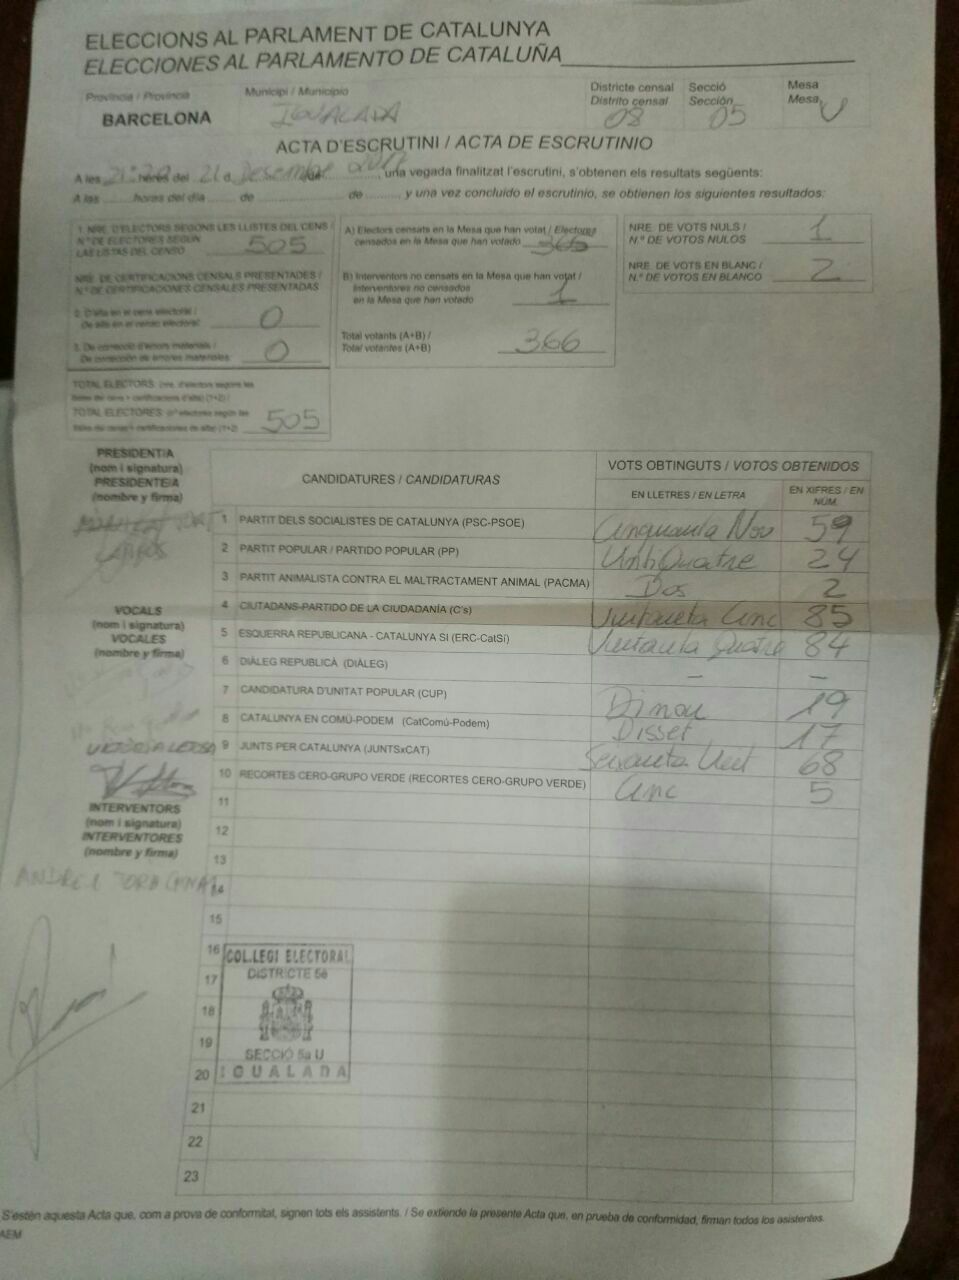 ELECCIONS AL PARLAMENT DE CATALUNYA
ELECCIONES AL PARLAMENTO DE CATALUÑA
Província / Provincia
BARCELONA
Municipi / Municipio
IGUALADA
Districte censal
Distrito censal
08
Secció
Sección
05
Mesa
Mesa
U
ACTA D'ESCRUTINI / ACTA DE ESCRUTINIO
A les 21:30 hores del 21 d Desembre 2017, una vegada finalitzat l'escrutini, s'obtenen els resultats següents:
A las ........ horas del día ........ de ................ de .......... y una vez concluido el escrutinio, se obtienen los siguientes resultados:
1. NRE. D'ELECTORS SEGONS LES LLISTES DEL CENS /
N.º DE ELECTORES SEGÚN
LAS LISTAS DEL CENSO
505
NRE. DE CERTIFICACIONS CENSALS PRESENTADES /
N.º DE CERTIFICACIONES CENSALES PRESENTADAS
2. D'alta en el cens electoral /
De alta en el censo electoral:
0
3. De correcció d'errors materials /
De corrección de errores materiales:
0
TOTAL ELECTORS: (nre. d'electors segons les
llistes del cens + certificacions d'alta) (1+2) /
TOTAL ELECTORES: (nº electores según las
listas del censo + certificaciones de alta) (1+2)
505
A) Electors censats en la Mesa que han votat / Electores
censados en la Mesa que han votado
365
B) Interventors no censats en la Mesa que han votat /
Interventores no censados
en la Mesa que han votado
1
Total votants (A+B) /
Total votantes (A+B)
366
NRE. DE VOTS NULS /
N.º DE VOTOS NULOS
1
NRE. DE VOTS EN BLANC /
N.º DE VOTOS EN BLANCO
2
PRESIDENT/A
(nom i signatura)
PRESIDENTE/A
(nombre y firma)
CANDIDATURES / CANDIDATURAS
VOTS OBTINGUTS / VOTOS OBTENIDOS
EN LLETRES / EN LETRA
EN XIFRES / EN NÚM.
1 PARTIT DELS SOCIALISTES DE CATALUNYA (PSC-PSOE) Cinquanta Nou 59
2 PARTIT POPULAR / PARTIDO POPULAR (PP) Vinti Quatre 24
3 PARTIT ANIMALISTA CONTRA EL MALTRACTAMENT ANIMAL (PACMA) Dos 2
4 CIUTADANS-PARTIDO DE LA CIUDADANÍA (C's) Vuitanta Cinc 85
5 ESQUERRA REPUBLICANA - CATALUNYA SI (ERC-CatSí) Vuitanta Quatre 84
6 DIÀLEG REPUBLICÀ (DIÀLEG) – –
7 CANDIDATURA D'UNITAT POPULAR (CUP) Dinou 19
8 CATALUNYA EN COMÚ-PODEM (CatComú-Podem) Disset 17
9 JUNTS PER CATALUNYA (JUNTSxCAT) Seixanta Vuit 68
10 RECORTES CERO-GRUPO VERDE (RECORTES CERO-GRUPO VERDE) Cinc 5
11
12
13
14
15
16
17
18
19
20
21
22
23
VOCALS
(nom i signatura)
VOCALES
(nombre y firma)
INTERVENTORS
(nom i signatura)
INTERVENTORES
(nombre y firma)
COL.LEGI ELECTORAL
DISTRICTE 5è
SECCIÓ 5a U
IGUALADA
S'estén aquesta Acta que, com a prova de conformitat, signen tots els assistents. / Se extiende la presente Acta que, en prueba de conformidad, firman todos los asistentes.
AEM